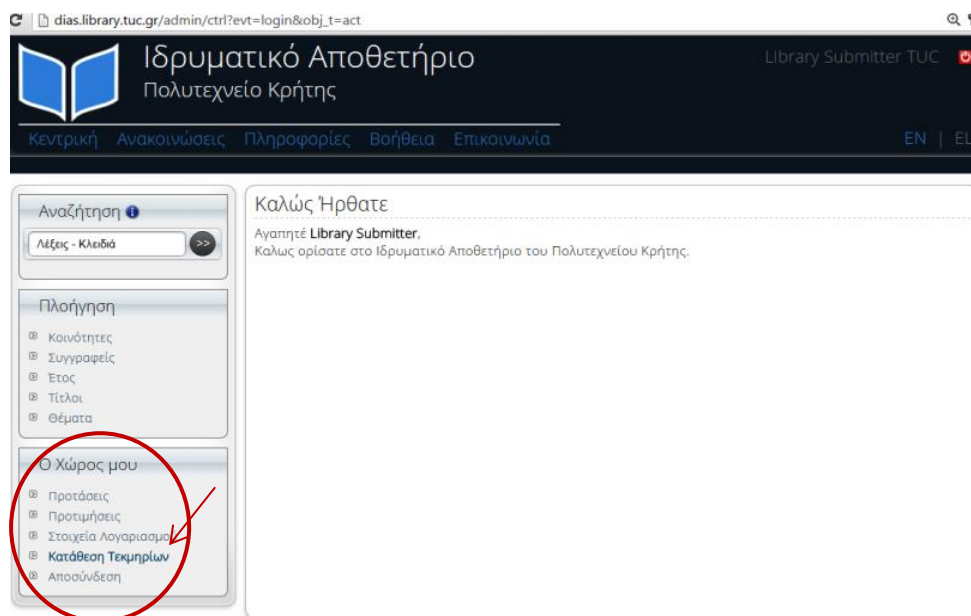 dias.library.tuc.gr/admin/ctrl?evt=login&obj_t=act
Ιδρυματικό Αποθετήριο
Πολυτεχνείο Κρήτης
Library Submitter TUC
Κεντρική Ανακοινώσεις Πληροφορίες Βοήθεια Επικοινωνία
EN | EL
Αναζήτηση
Λέξεις - Κλειδιά >>
Πλοήγηση
Κοινότητες
Συγγραφείς
Έτος
Τίτλοι
Θέματα
Ο Χώρος μου
Προτάσεις
Προτιμήσεις
Στοιχεία Λογαριασμο
Κατάθεση Τεκμηρίων
Αποσύνδεση
Καλώς Ήρθατε
Αγαπητέ Library Submitter,
Καλως ορίσατε στο Ιδρυματικό Αποθετήριο του Πολυτεχνείου Κρήτης.